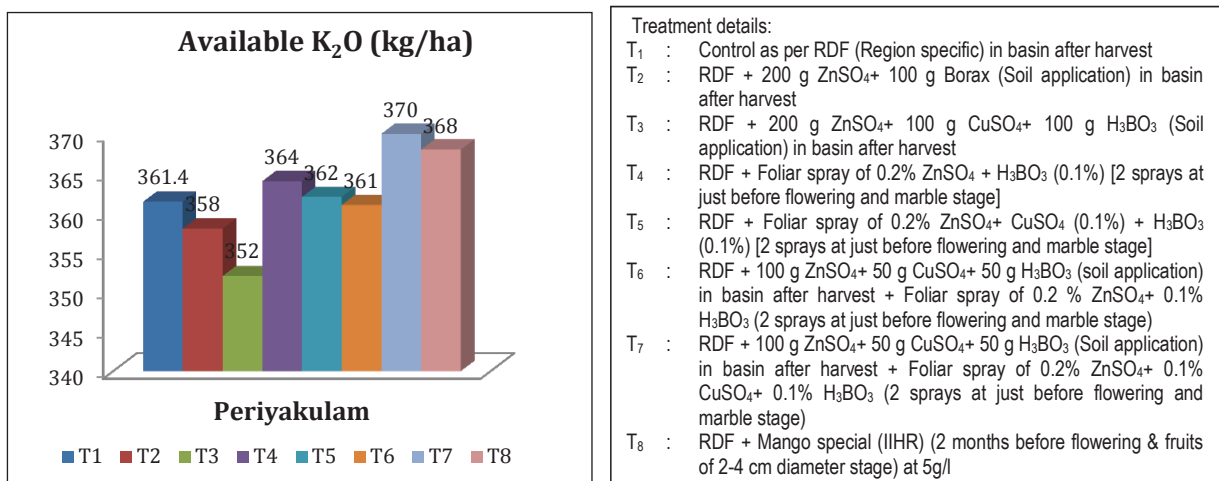 Available K₂O (kg/ha)
370
368
364
362
361.4
361
358
352
370
365
360
355
350
345
340
Periyakulam
T1 T2 T3 T4 T5 T6 T7 T8
Treatment details:
T₁ : Control as per RDF (Region specific) in basin after harvest
T₂ : RDF + 200 g ZnSO₄+ 100 g Borax (Soil application) in basin
after harvest
T₃ : RDF + 200 g ZnSO₄+ 100 g CuSO₄+ 100 g H₃BO₃ (Soil
application) in basin after harvest
T₄ : RDF + Foliar spray of 0.2% ZnSO₄ + H₃BO₃ (0.1%) [2 sprays at
just before flowering and marble stage]
T₅ : RDF + Foliar spray of 0.2% ZnSO₄+ CuSO₄ (0.1%) + H₃BO₃
(0.1%) [2 sprays at just before flowering and marble stage]
T₆ : RDF + 100 g ZnSO₄+ 50 g CuSO₄+ 50 g H₃BO₃ (soil application)
in basin after harvest + Foliar spray of 0.2 % ZnSO₄+ 0.1%
H₃BO₃ (2 sprays at just before flowering and marble stage)
T₇ : RDF + 100 g ZnSO₄+ 50 g CuSO₄+ 50 g H₃BO₃ (Soil application)
in basin after harvest + Foliar spray of 0.2% ZnSO₄+ 0.1%
CuSO₄+ 0.1% H₃BO₃ (2 sprays at just before flowering and
marble stage)
T₈ : RDF + Mango special (IIHR) (2 months before flowering & fruits
of 2-4 cm diameter stage) at 5g/l